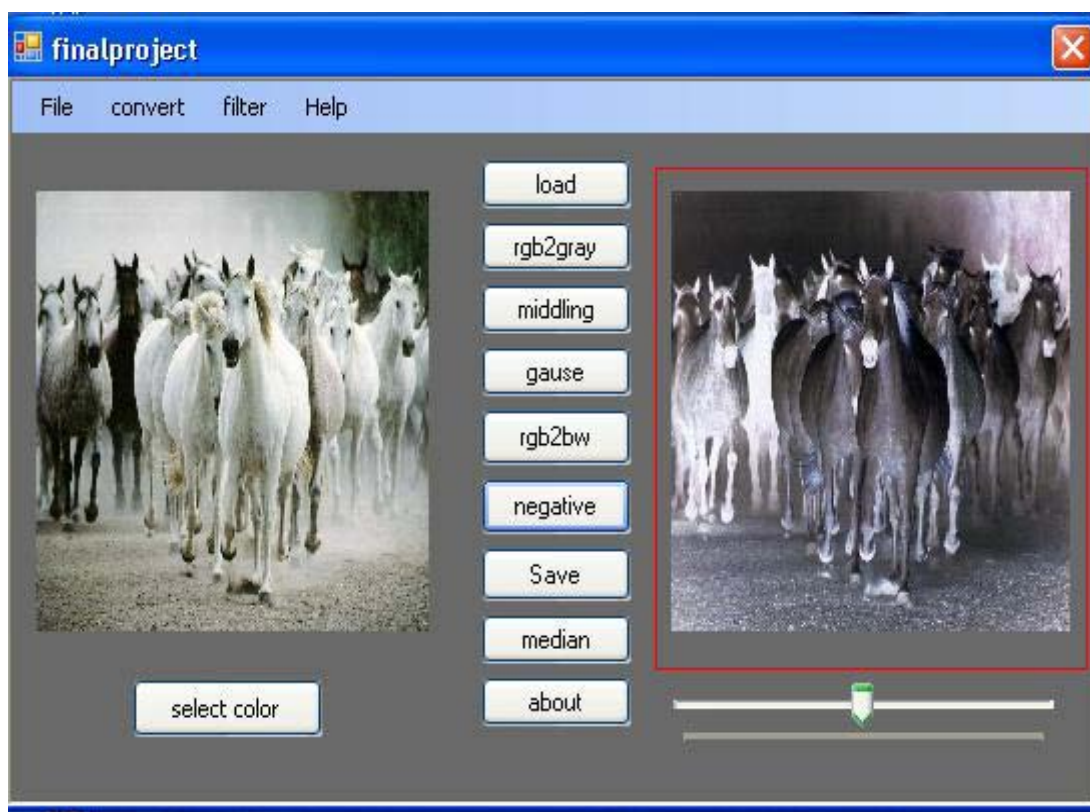 finalproject
File convert filter Help
load
rgb2gray
middling
gause
rgb2bw
negative
Save
median
about
select color